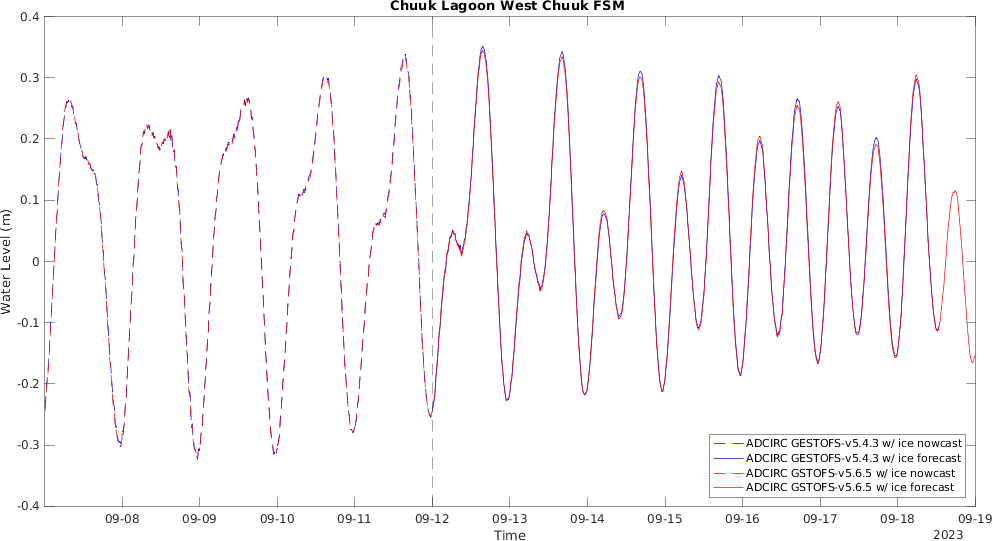 Chuuk Lagoon West Chuuk FSM
0.4
0.3
0.2
0.1
0
-0.1
-0.2
-0.3
-0.4
Water Level (m)
09-08 09-09 09-10 09-11 09-12 09-13 09-14 09-15 09-16 09-17 09-18 09-19
Time
2023
ADCIRC GESTOFS-v5.4.3 w/ ice nowcast
ADCIRC GESTOFS-v5.4.3 w/ ice forecast
ADCIRC GSTOFS-v5.6.5 w/ ice nowcast
ADCIRC GSTOFS-v5.6.5 w/ ice forecast